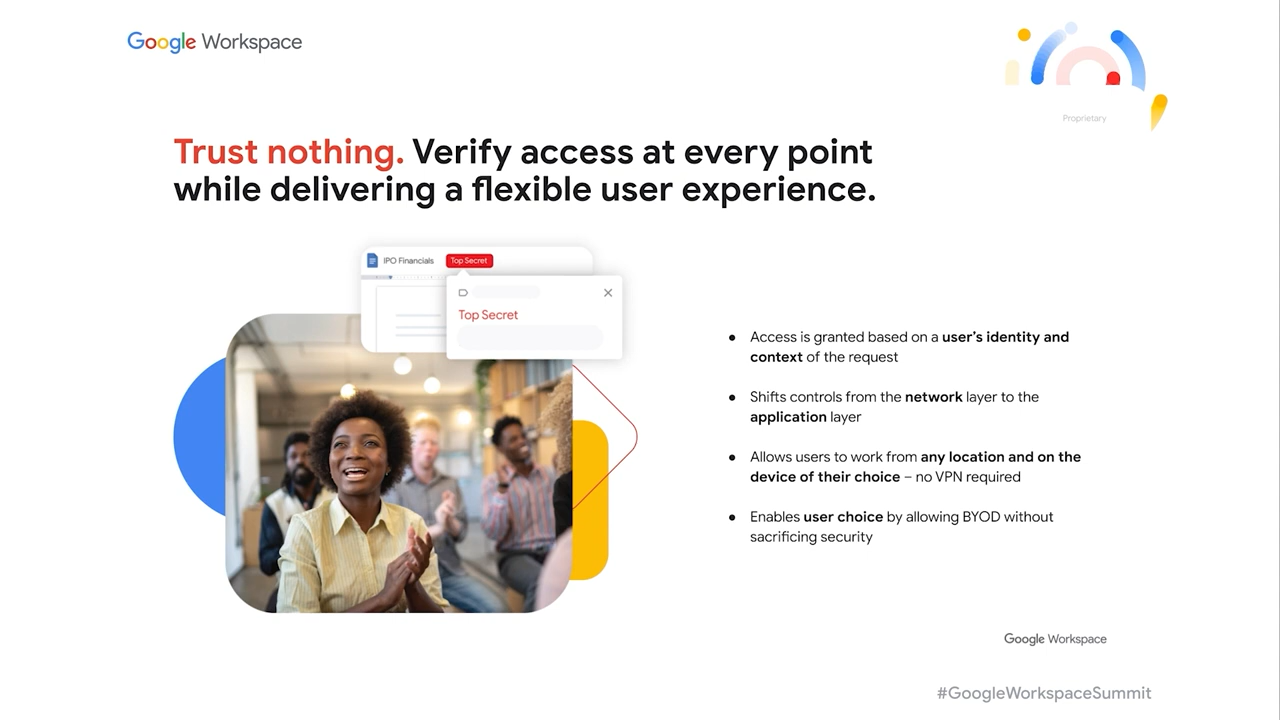 Google Workspace
Proprietary
Trust nothing. Verify access at every point
while delivering a flexible user experience.
IPO Financials
Top Secret
Top Secret
● Access is granted based on a user’s identity and
context of the request
● Shifts controls from the network layer to the
application layer
● Allows users to work from any location and on the
device of their choice – no VPN required
● Enables user choice by allowing BYOD without
sacrificing security
Google Workspace
#GoogleWorkspaceSummit